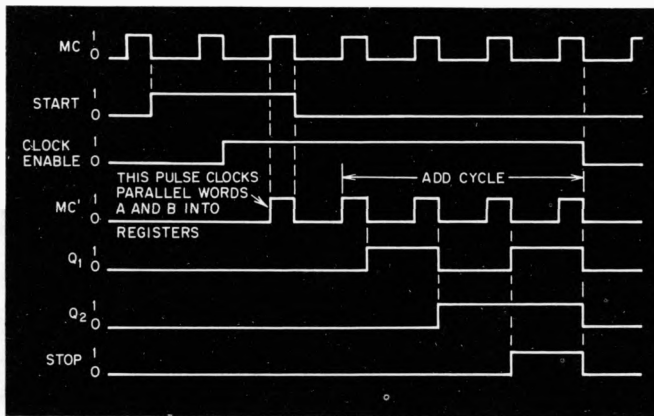 MC 1
0
START 1
0
CLOCK
ENABLE 1
0
THIS PULSE CLOCKS
PARALLEL WORDS
A AND B INTO
REGISTERS
ADD CYCLE
MC' 1
0
Q1 1
0
Q2 1
0
STOP 1
0